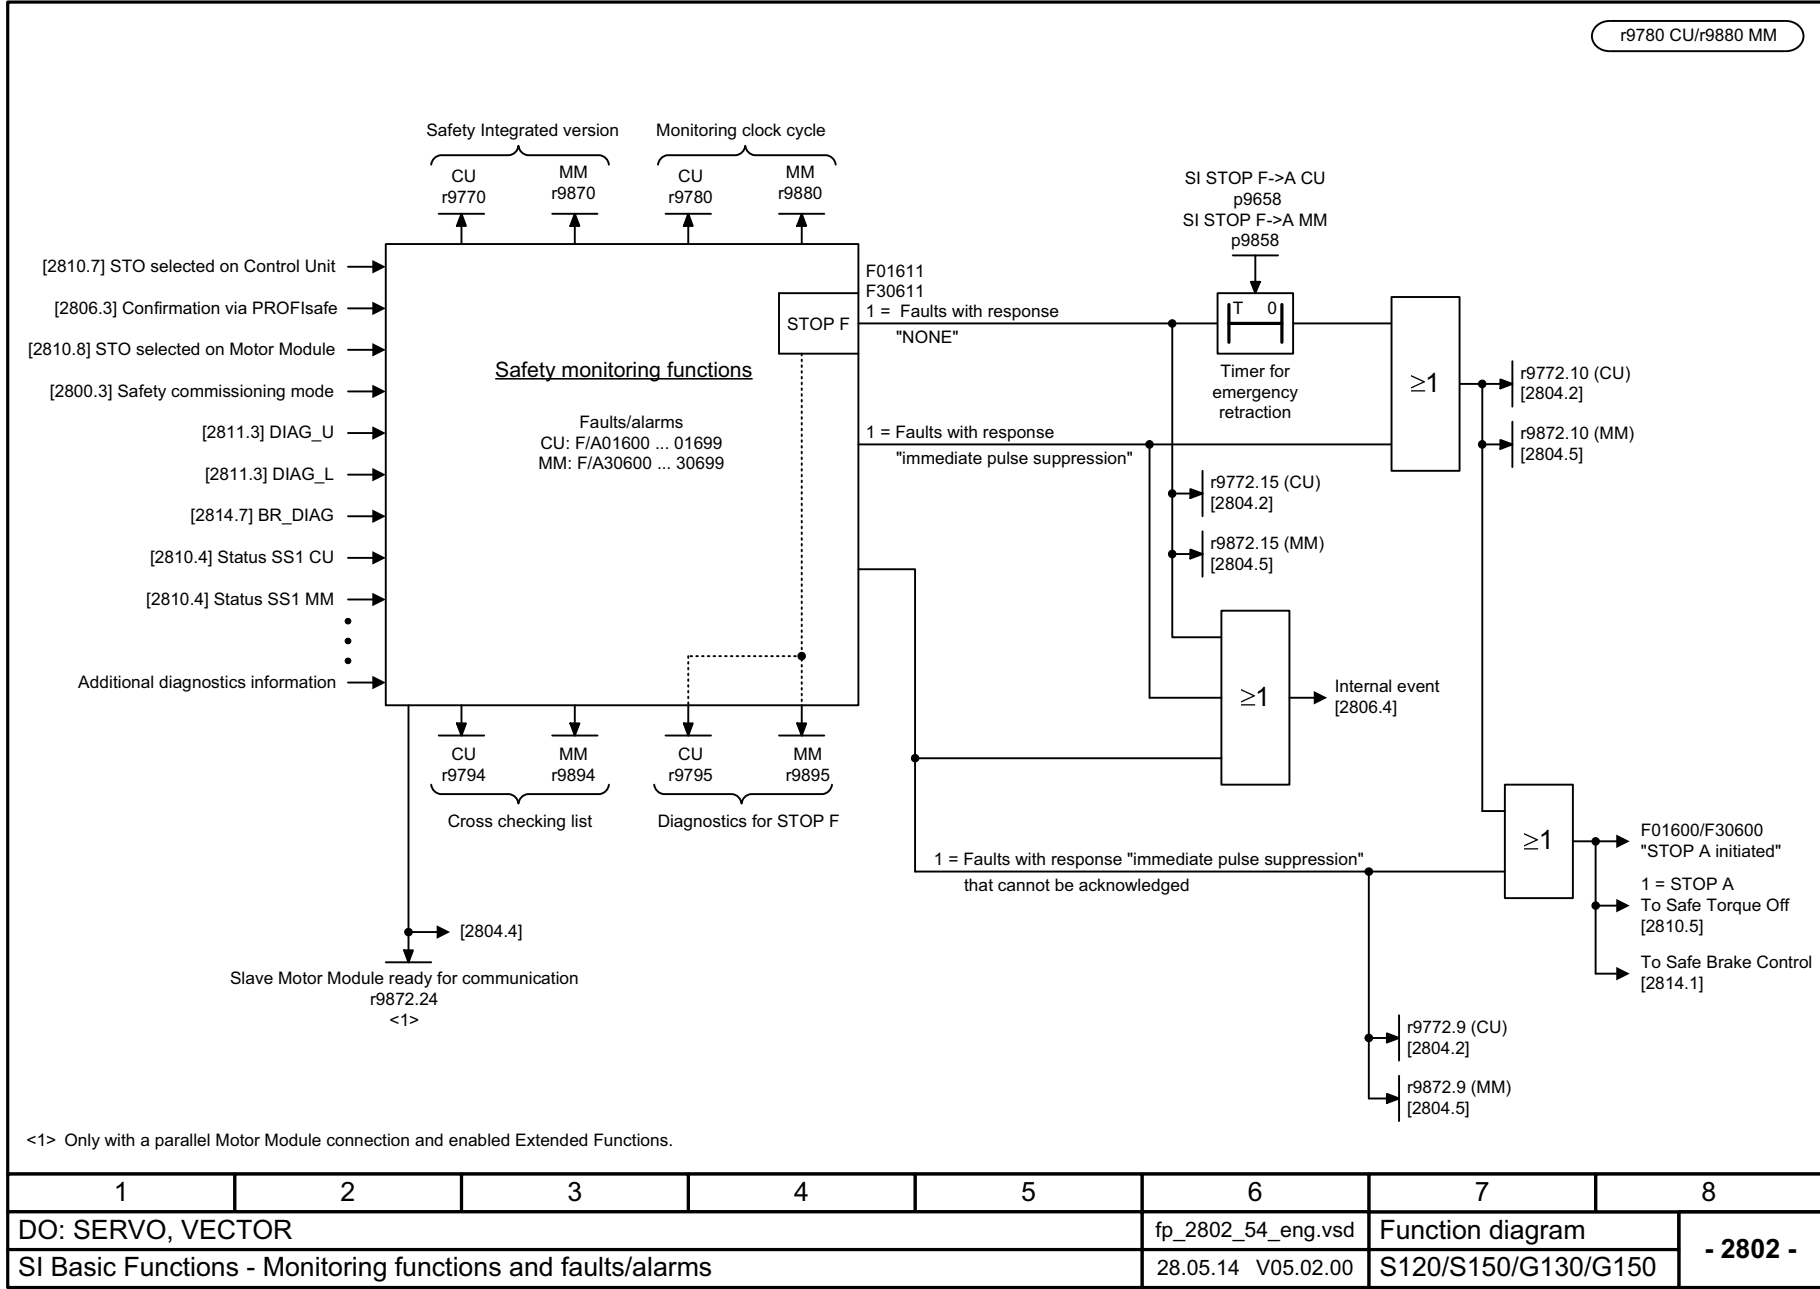 r9780 CU/r9880 MM
Safety Integrated version
Monitoring clock cycle
CU
r9770
MM
r9870
CU
r9780
MM
r9880
SI STOP F->A CU
p9658
SI STOP F->A MM
p9858
[2810.7] STO selected on Control Unit
[2806.3] Confirmation via PROFIsafe
[2810.8] STO selected on Motor Module
[2800.3] Safety commissioning mode
[2811.3] DIAG_U
[2811.3] DIAG_L
[2814.7] BR_DIAG
[2810.4] Status SS1 CU
[2810.4] Status SS1 MM
Additional diagnostics information
Safety monitoring functions
Faults/alarms
CU: F/A01600 ... 01699
MM: F/A30600 ... 30699
STOP F
F01611
F30611
1 = Faults with response
"NONE"
T 0
Timer for
emergency
retraction
≥1
r9772.10 (CU)
[2804.2]
r9872.10 (MM)
[2804.5]
1 = Faults with response
"immediate pulse suppression"
r9772.15 (CU)
[2804.2]
r9872.15 (MM)
[2804.5]
≥1
Internal event
[2806.4]
CU
r9794
MM
r9894
CU
r9795
MM
r9895
Cross checking list
Diagnostics for STOP F
1 = Faults with response "immediate pulse suppression"
that cannot be acknowledged
≥1
F01600/F30600
"STOP A initiated"
1 = STOP A
To Safe Torque Off
[2810.5]
To Safe Brake Control
[2814.1]
[2804.4]
Slave Motor Module ready for communication
r9872.24
<1>
r9772.9 (CU)
[2804.2]
r9872.9 (MM)
[2804.5]
<1> Only with a parallel Motor Module connection and enabled Extended Functions.
1 2 3 4 5 6 7 8
DO: SERVO, VECTOR
fp_2802_54_eng.vsd
Function diagram
- 2802 -
SI Basic Functions - Monitoring functions and faults/alarms
28.05.14 V05.02.00
S120/S150/G130/G150